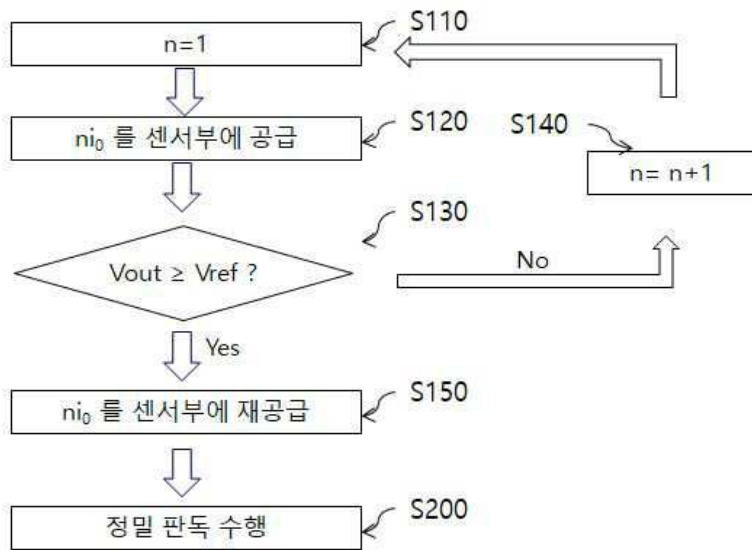 S110
n=1
S120
ni₀ 를 센서부에 공급
S140
n= n+1
S130
Vout ≥ Vref ?
No
Yes
S150
ni₀ 를 센서부에 재공급
S200
정밀 판독 수행